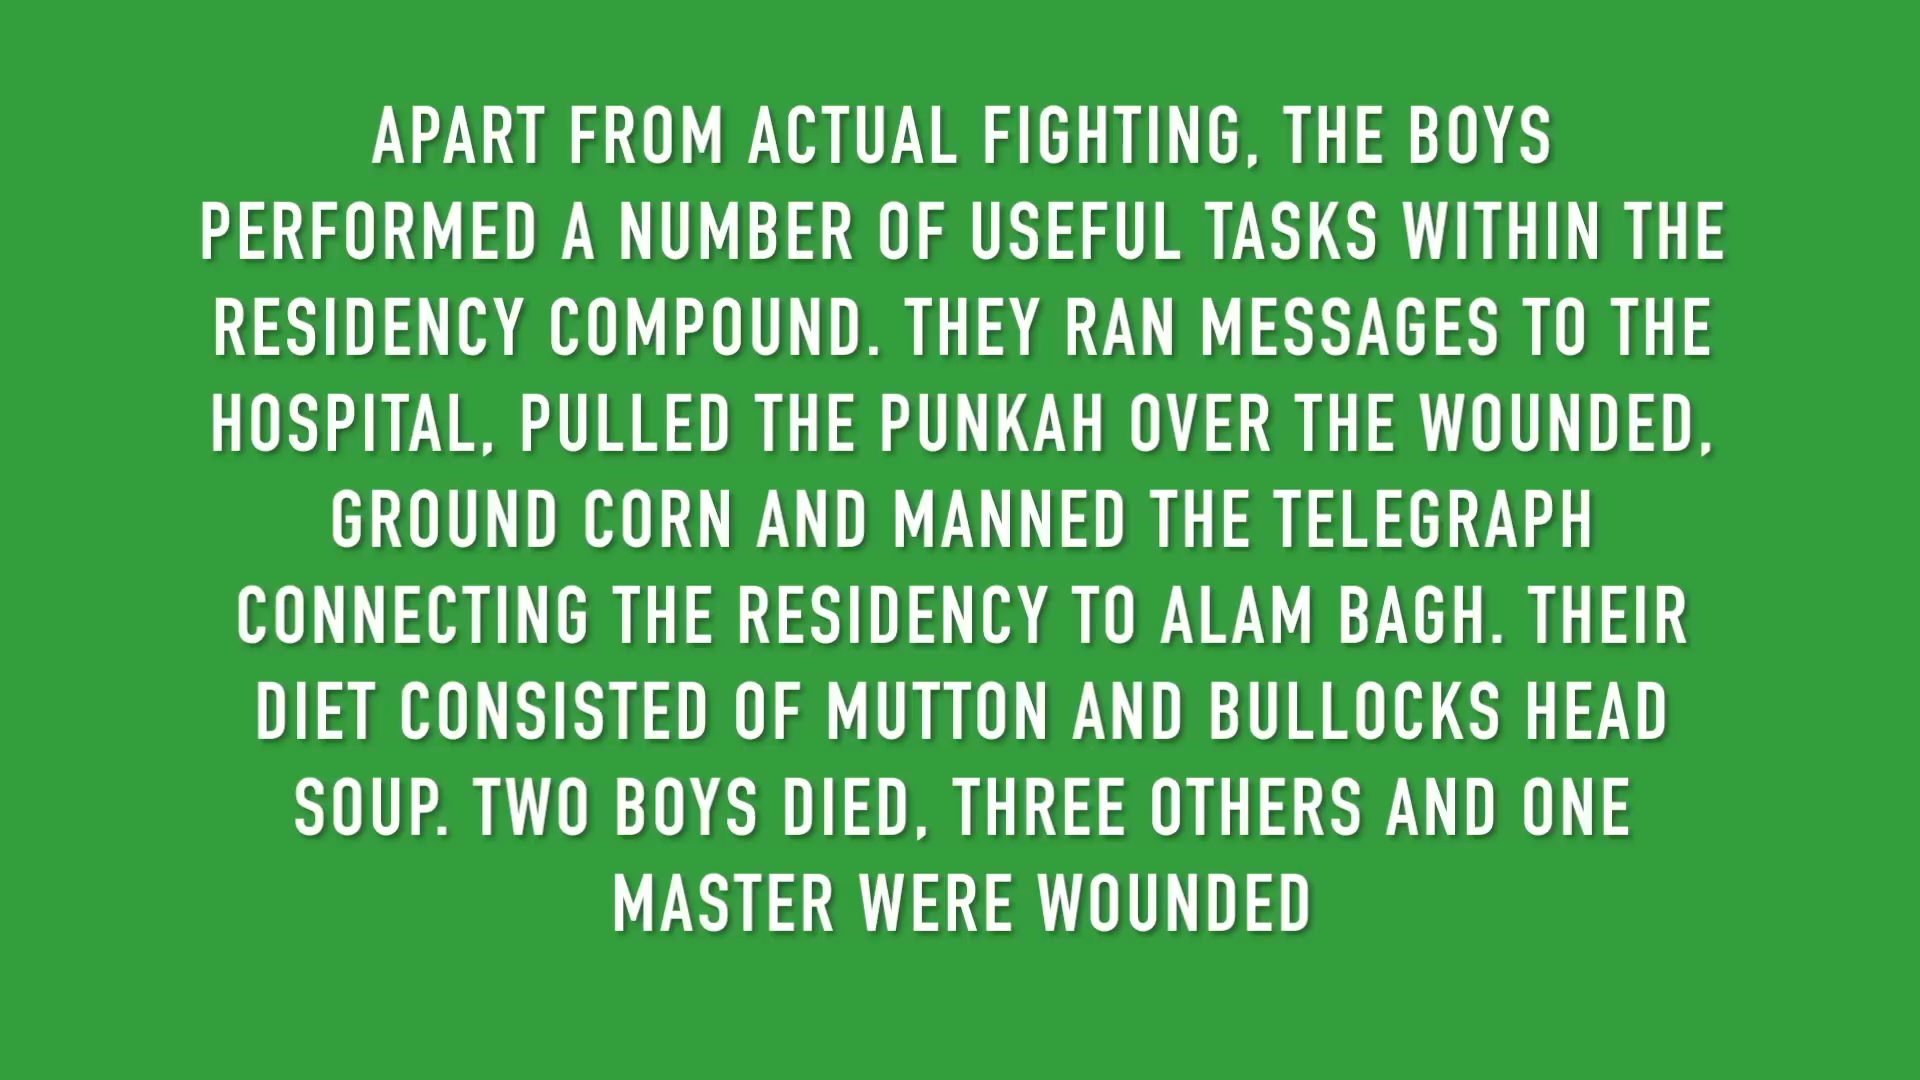 APART FROM ACTUAL FIGHTING, THE BOYS
PERFORMED A NUMBER OF USEFUL TASKS WITHIN THE
RESIDENCY COMPOUND. THEY RAN MESSAGES TO THE
HOSPITAL, PULLED THE PUNKAH OVER THE WOUNDED,
GROUND CORN AND MANNED THE TELEGRAPH
CONNECTING THE RESIDENCY TO ALAM BAGH. THEIR
DIET CONSISTED OF MUTTON AND BULLOCKS HEAD
SOUP. TWO BOYS DIED, THREE OTHERS AND ONE
MASTER WERE WOUNDED